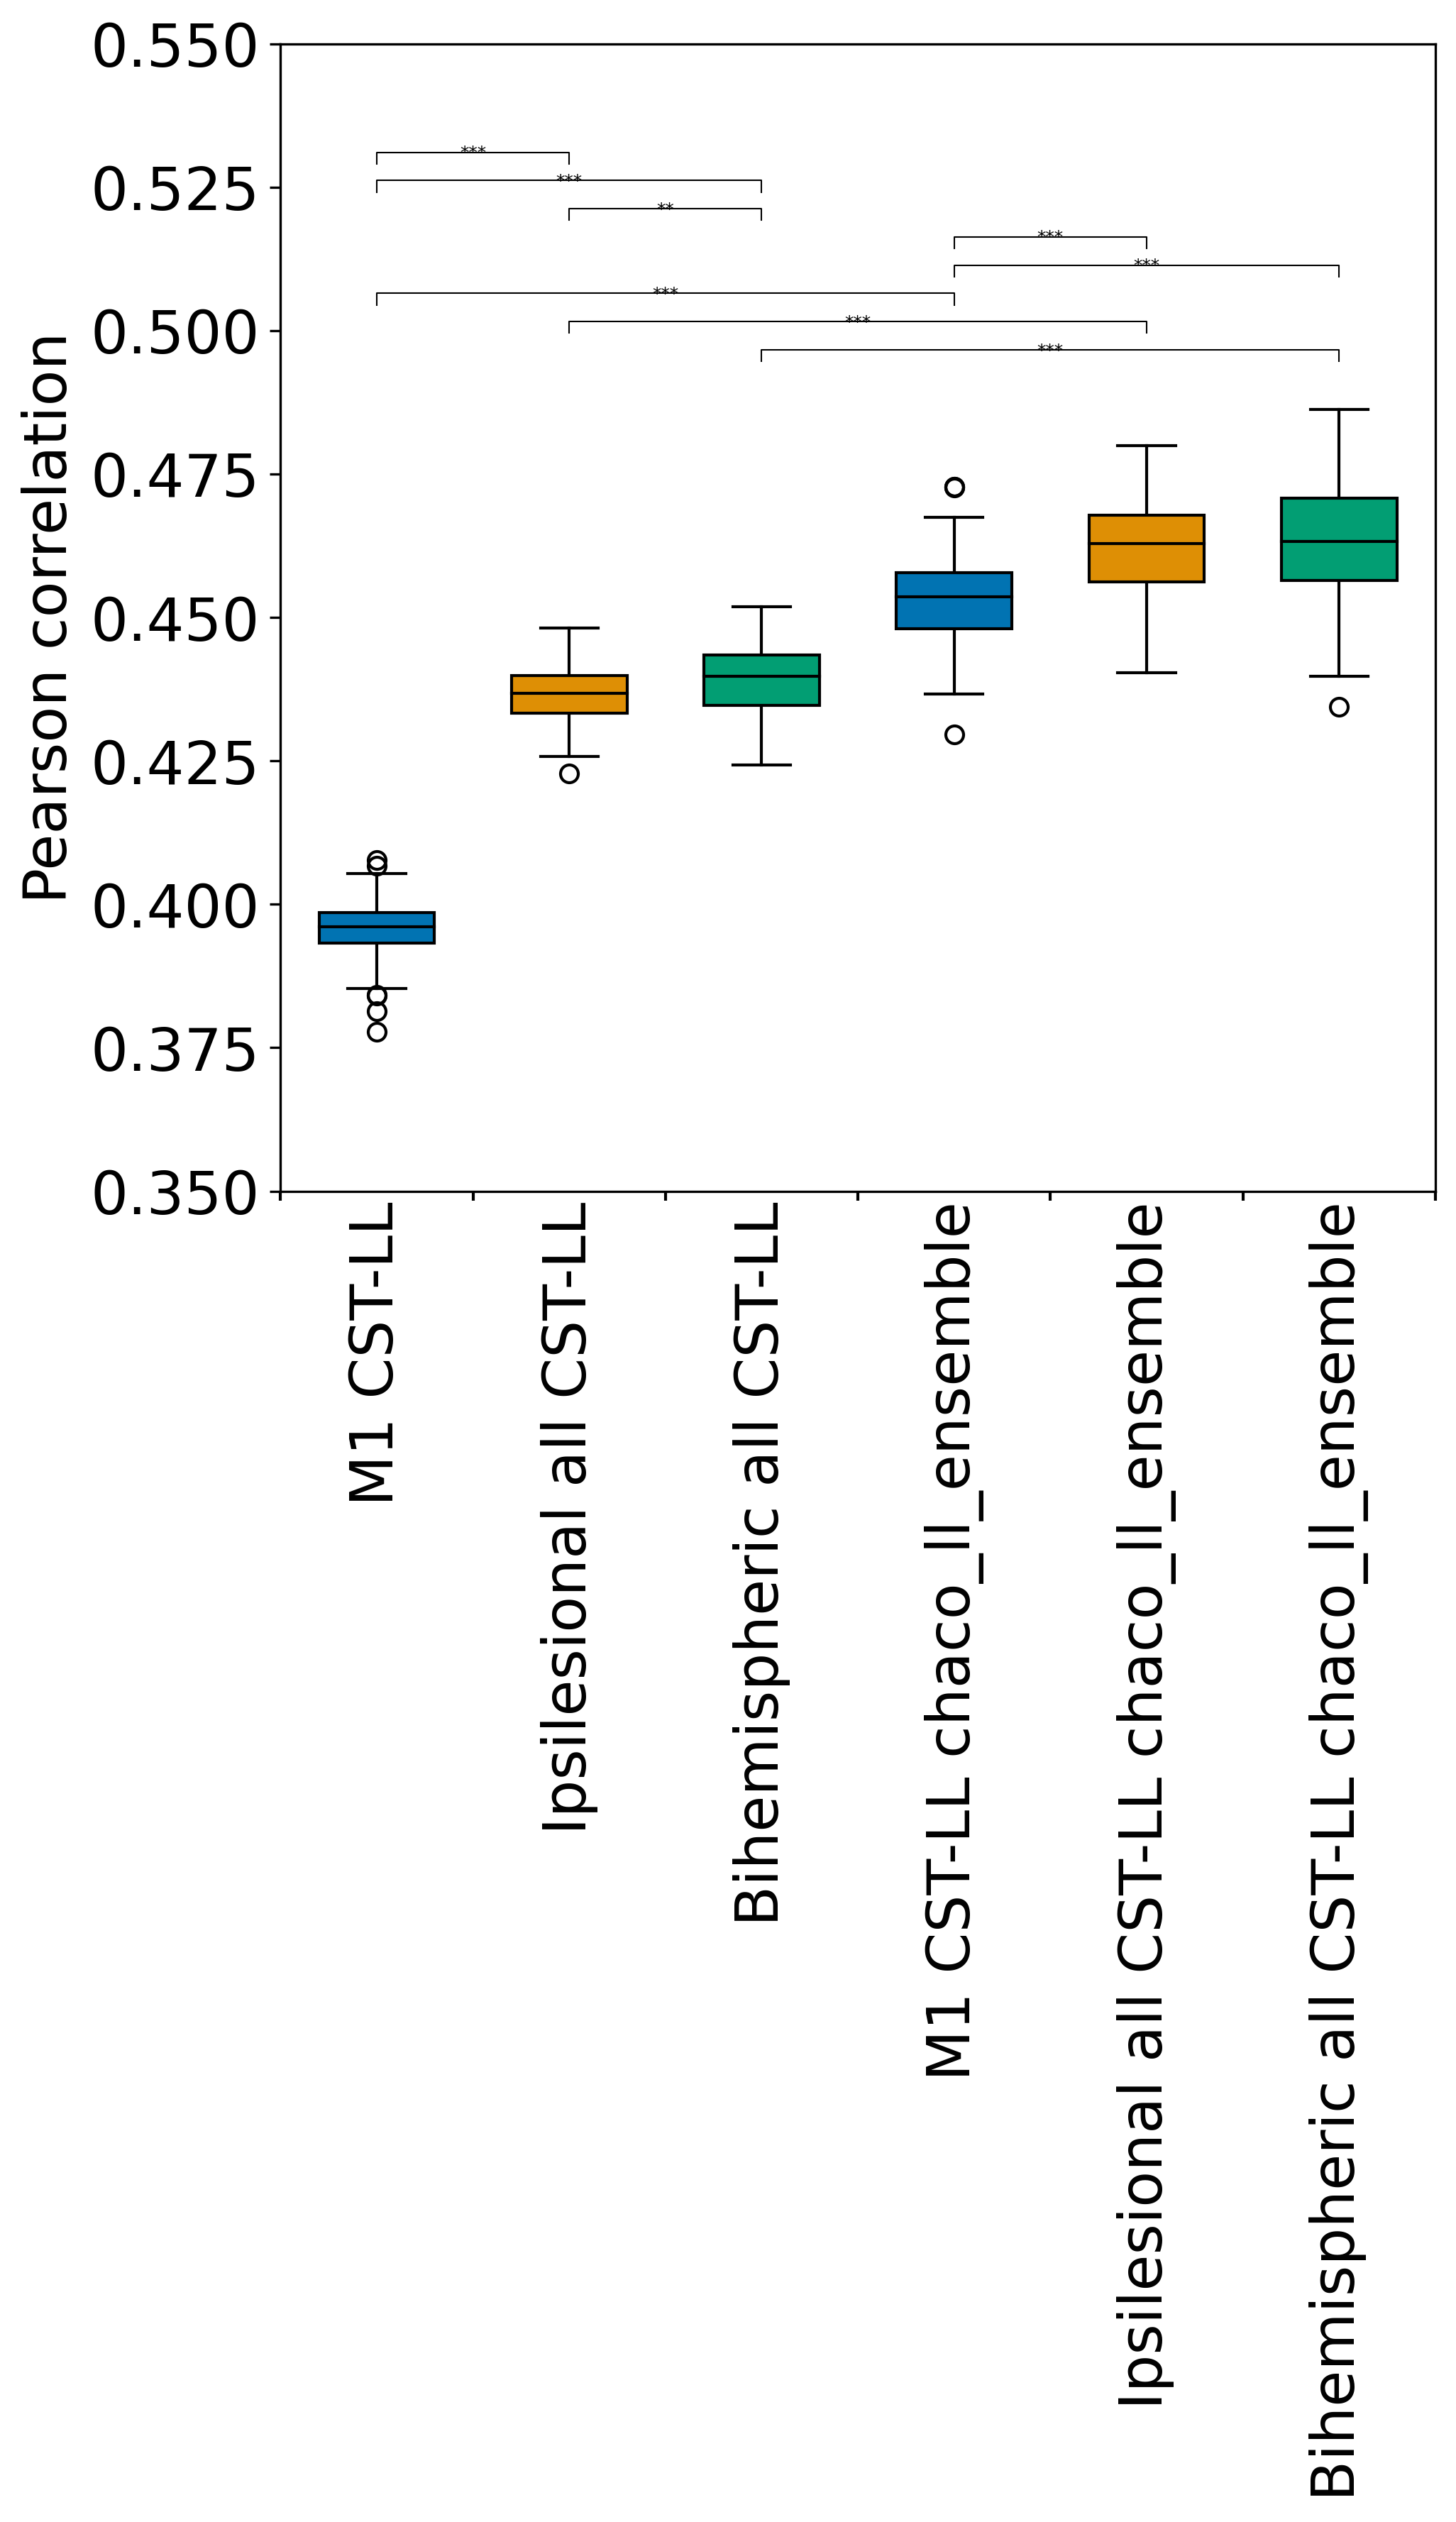 0.550
0.525
0.500
0.475
0.450
0.425
0.400
0.375
0.350
Pearson correlation
***
***
**
***
***
***
***
***
M1 CST-LL
Ipsilesional all CST-LL
Bihemispheric all CST-LL
M1 CST-LL chaco_ll_ensemble
Ipsilesional all CST-LL chaco_ll_ensemble
Bihemispheric all CST-LL chaco_ll_ensemble